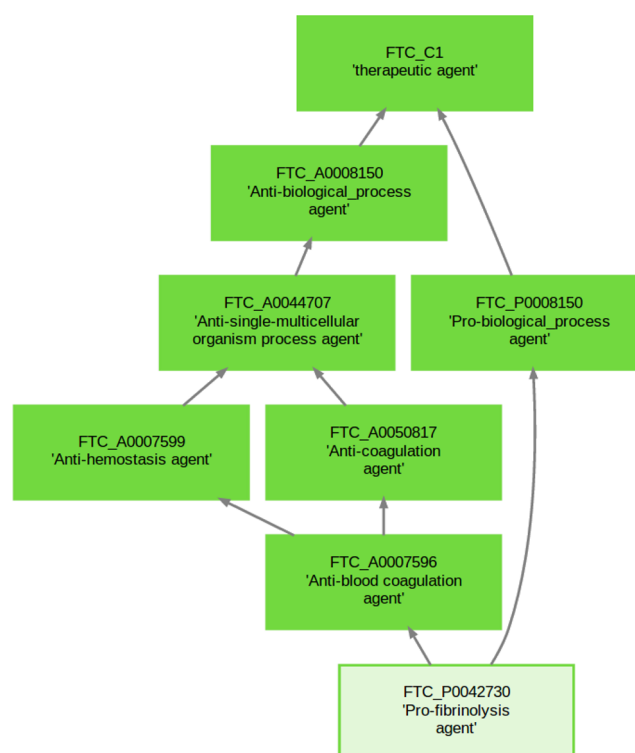 FTC_C1
'therapeutic agent'
FTC_A0008150
'Anti-biological_process
agent'
FTC_A0044707
'Anti-single-multicellular
organism process agent'
FTC_P0008150
'Pro-biological_process
agent'
FTC_A0007599
'Anti-hemostasis agent'
FTC_A0050817
'Anti-coagulation
agent'
FTC_A0007596
'Anti-blood coagulation
agent'
FTC_P0042730
'Pro-fibrinolysis
agent'